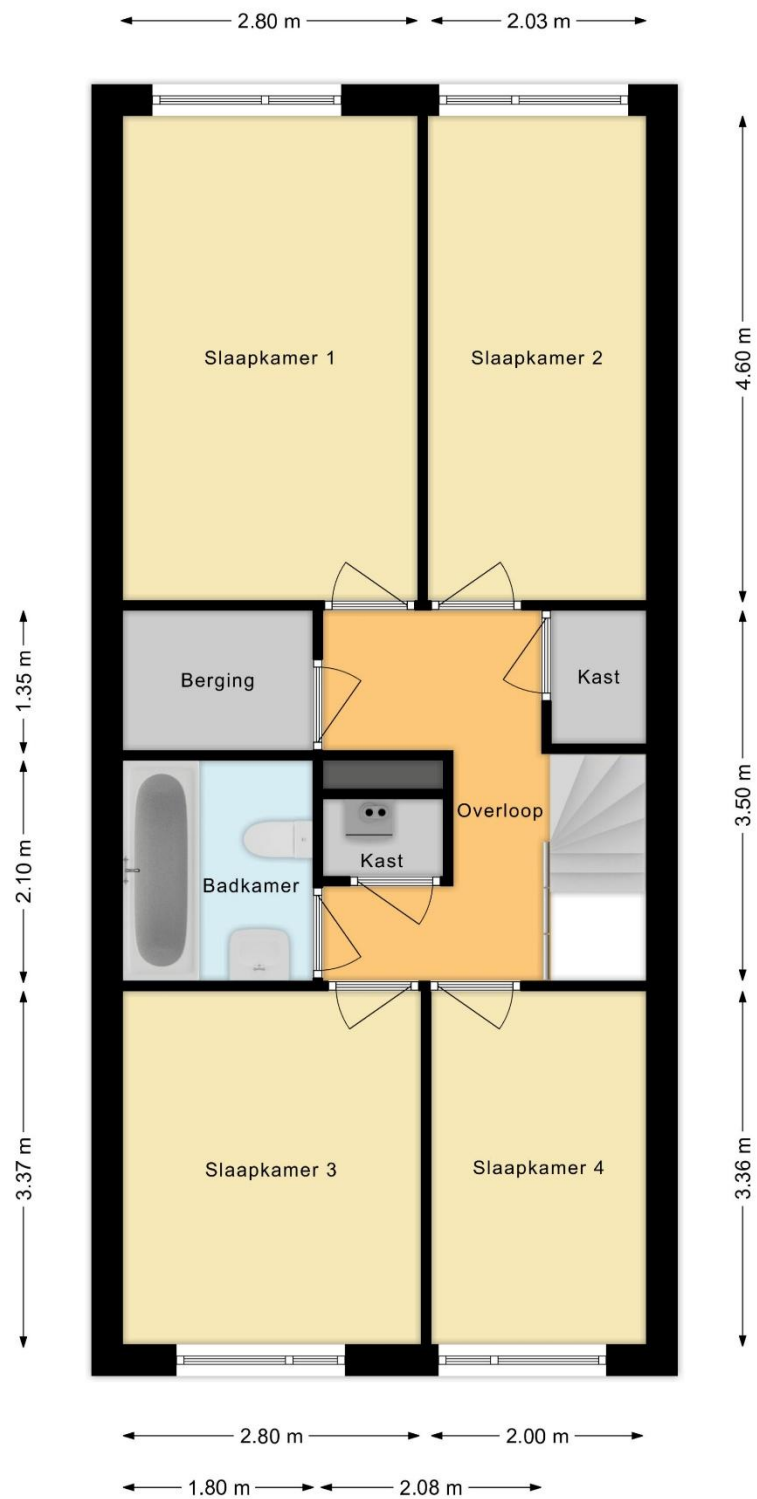 2.80 m
2.03 m
4.60 m
Slaapkamer 1
Slaapkamer 2
1.35 m
Berging
Kast
3.50 m
2.10 m
Overloop
Kast
Badkamer
3.37 m
Slaapkamer 3
Slaapkamer 4
3.36 m
2.80 m
2.00 m
1.80 m
2.08 m